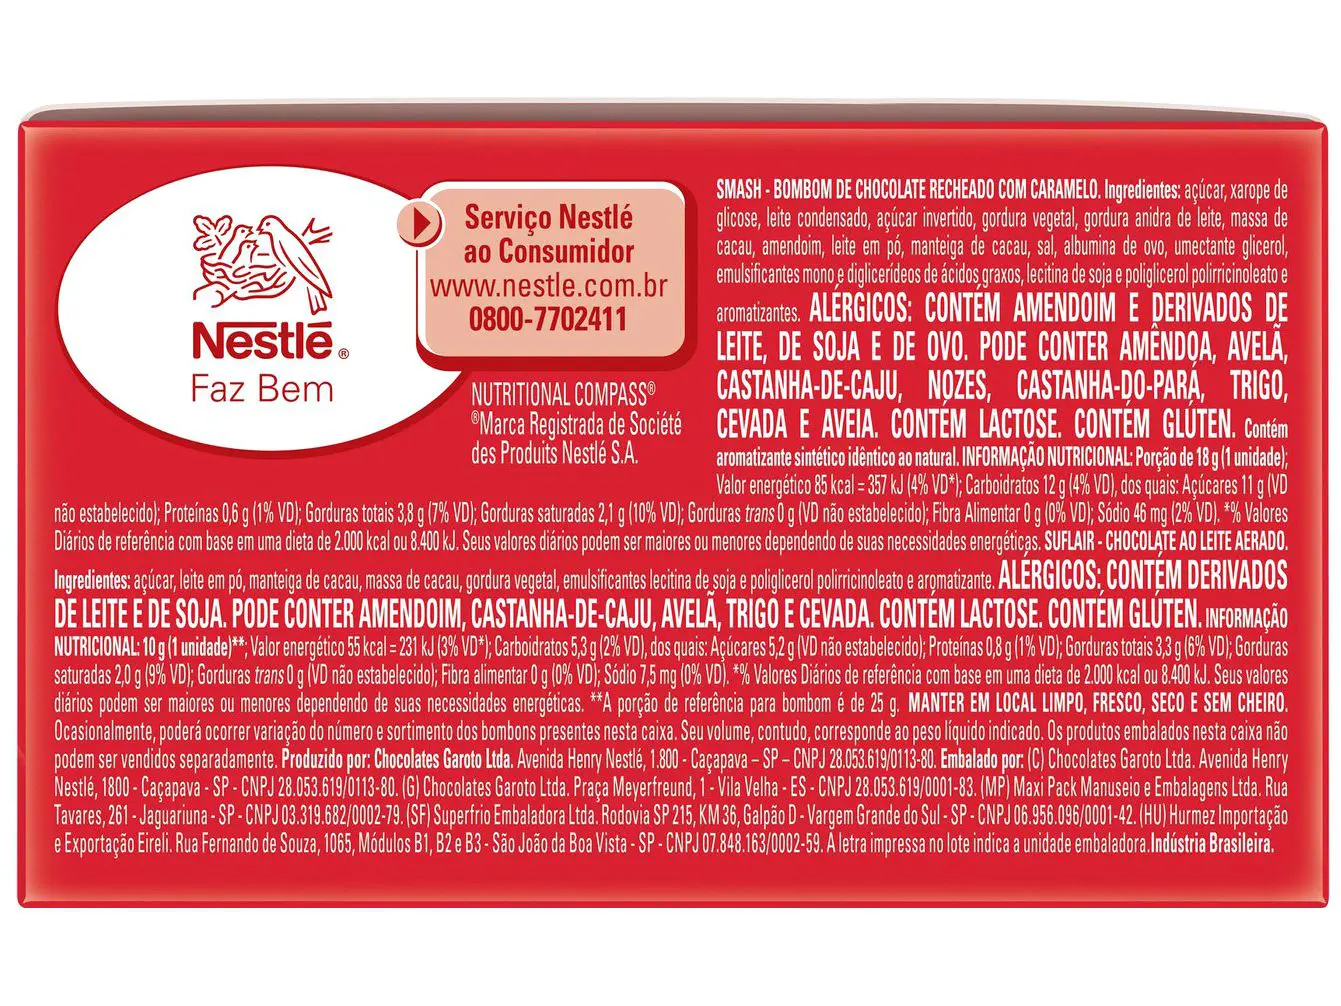 Nestlé®
Faz Bem
Serviço Nestlé
ao Consumidor
www.nestle.com.br
0800-7702411
NUTRITIONAL COMPASS®
®Marca Registrada de Société
des Produits Nestlé S.A.
SMASH - BOMBOM DE CHOCOLATE RECHEADO COM CARAMELO. Ingredientes: açúcar, xarope de
glicose, leite condensado, açúcar invertido, gordura vegetal, gordura anidra de leite, massa de
cacau, amendoim, leite em pó, manteiga de cacau, sal, albumina de ovo, umectante glicerol,
emulsificantes mono e diglicerídeos de ácidos graxos, lecitina de soja e poliglicerol polirricinoleato e
aromatizantes. ALÉRGICOS: CONTÉM AMENDOIM E DERIVADOS DE
LEITE, DE SOJA E DE OVO. PODE CONTER AMÊNDOA, AVELÃ,
CASTANHA-DE-CAJU, NOZES, CASTANHA-DO-PARÁ, TRIGO,
CEVADA E AVEIA. CONTÉM LACTOSE. CONTÉM GLÚTEN. Contém
aromatizante sintético idêntico ao natural. INFORMAÇÃO NUTRICIONAL: Porção de 18 g (1 unidade);
Valor energético 85 kcal = 357 kJ (4% VD*); Carboidratos 12 g (4% VD), dos quais: Açúcares 11 g (VD
não estabelecido); Proteínas 0,6 g (1% VD); Gorduras totais 3,8 g (7% VD); Gorduras saturadas 2,1 g (10% VD); Gorduras trans 0 g (VD não estabelecido); Fibra Alimentar 0 g (0% VD); Sódio 46 mg (2% VD). *% Valores
Diários de referência com base em uma dieta de 2.000 kcal ou 8.400 kJ. Seus valores diários podem ser maiores ou menores dependendo de suas necessidades energéticas. SUFLAIR - CHOCOLATE AO LEITE AERADO.
Ingredientes: açúcar, leite em pó, manteiga de cacau, massa de cacau, gordura vegetal, emulsificantes lecitina de soja e poliglicerol polirricinoleato e aromatizante. ALÉRGICOS: CONTÉM DERIVADOS
DE LEITE E DE SOJA. PODE CONTER AMENDOIM, CASTANHA-DE-CAJU, AVELÃ, TRIGO E CEVADA. CONTÉM LACTOSE. CONTÉM GLÚTEN. INFORMAÇÃO
NUTRICIONAL: 10 g (1 unidade)**; Valor energético 55 kcal = 231 kJ (3% VD*); Carboidratos 5,3 g (2% VD), dos quais: Açúcares 5,2 g (VD não estabelecido); Proteínas 0,8 g (1% VD); Gorduras totais 3,3 g (6% VD); Gorduras
saturadas 2,0 g (9% VD); Gorduras trans 0 g (VD não estabelecido); Fibra alimentar 0 g (0% VD); Sódio 7,5 mg (0% VD). *% Valores Diários de referência com base em uma dieta de 2.000 kcal ou 8.400 kJ. Seus valores
diários podem ser maiores ou menores dependendo de suas necessidades energéticas. **A porção de referência para bombom é de 25 g. MANTER EM LOCAL LIMPO, FRESCO, SECO E SEM CHEIRO.
Ocasionalmente, poderá ocorrer variação do número e sortimento dos bombons presentes nesta caixa. Seu volume, contudo, corresponde ao peso líquido indicado. Os produtos embalados nesta caixa não
podem ser vendidos separadamente. Produzido por: Chocolates Garoto Ltda. Avenida Henry Nestlé, 1.800 - Caçapava – SP – CNPJ 28.053.619/0113-80. Embalado por: (C) Chocolates Garoto Ltda. Avenida Henry
Nestlé, 1800 - Caçapava - SP - CNPJ 28.053.619/0113-80. (G) Chocolates Garoto Ltda. Praça Meyerfreund, 1 - Vila Velha - ES - CNPJ 28.053.619/0001-83. (MP) Maxi Pack Manuseio e Embalagens Ltda. Rua
Tavares, 261 - Jaguariuna - SP - CNPJ 03.319.682/0002-79. (SF) Superfrio Embaladora Ltda. Rodovia SP 215, KM 36, Galpão D - Vargem Grande do Sul - SP - CNPJ 06.956.096/0001-42. (HU) Hurmez Importação
e Exportação Eireli. Rua Fernando de Souza, 1065, Módulos B1, B2 e B3 - São João da Boa Vista - SP - CNPJ 07.848.163/0002-59. A letra impressa no lote indica a unidade embaladora. Indústria Brasileira.